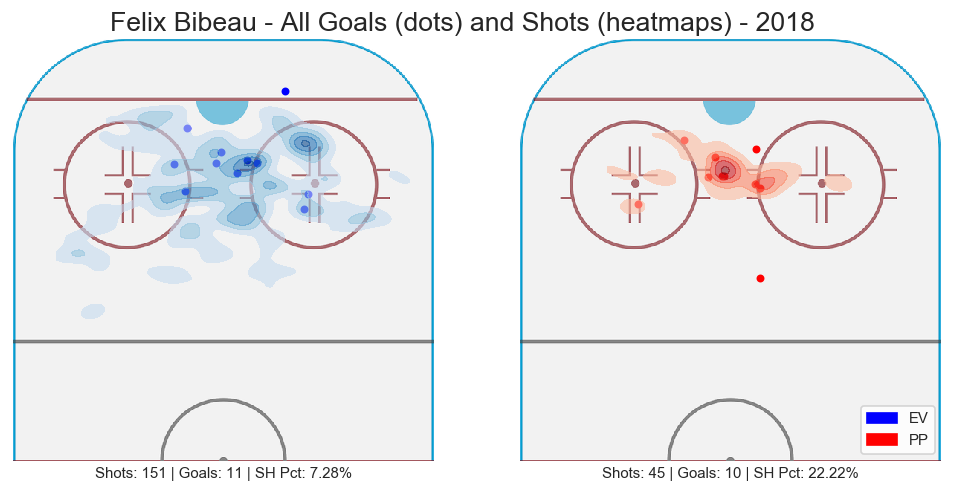 Felix Bibeau - All Goals (dots) and Shots (heatmaps) - 2018
EV
PP
Shots: 151 | Goals: 11 | SH Pct: 7.28%
Shots: 45 | Goals: 10 | SH Pct: 22.22%